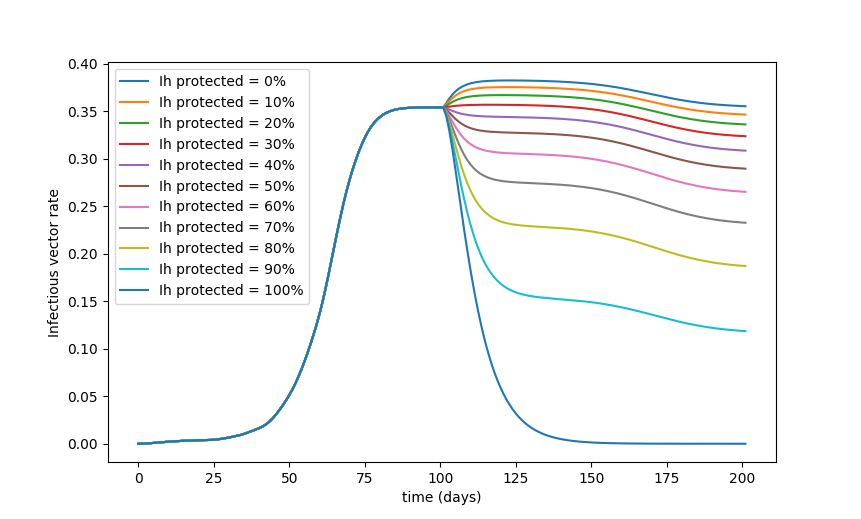 0.40
0.35
0.30
0.25
0.20
0.15
0.10
0.05
0.00
Infectious vector rate
Ih protected = 0%
Ih protected = 10%
Ih protected = 20%
Ih protected = 30%
Ih protected = 40%
Ih protected = 50%
Ih protected = 60%
Ih protected = 70%
Ih protected = 80%
Ih protected = 90%
Ih protected = 100%
0 25 50 75 100 125 150 175 200
time (days)